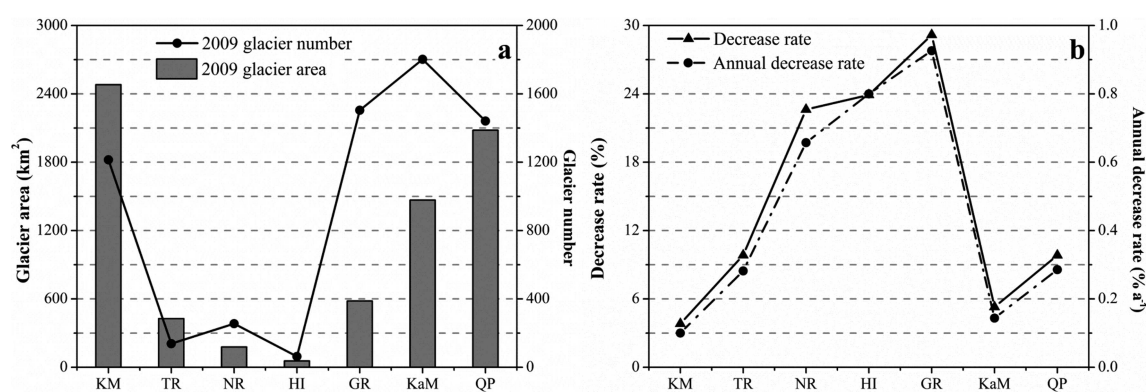 a
2009 glacier number
2009 glacier area
Glacier area (km²)
3000
2400
1800
1200
600
0
2000
1600
1200
800
400
0
Glacier number
KM TR NR HI GR KaM QP
b
Decrease rate
Annual decrease rate
Decrease rate (%)
30
24
18
12
6
0
1.0
0.8
0.6
0.4
0.2
0.0
Annual decrease rate (% a⁻¹)
KM TR NR HI GR KaM QP